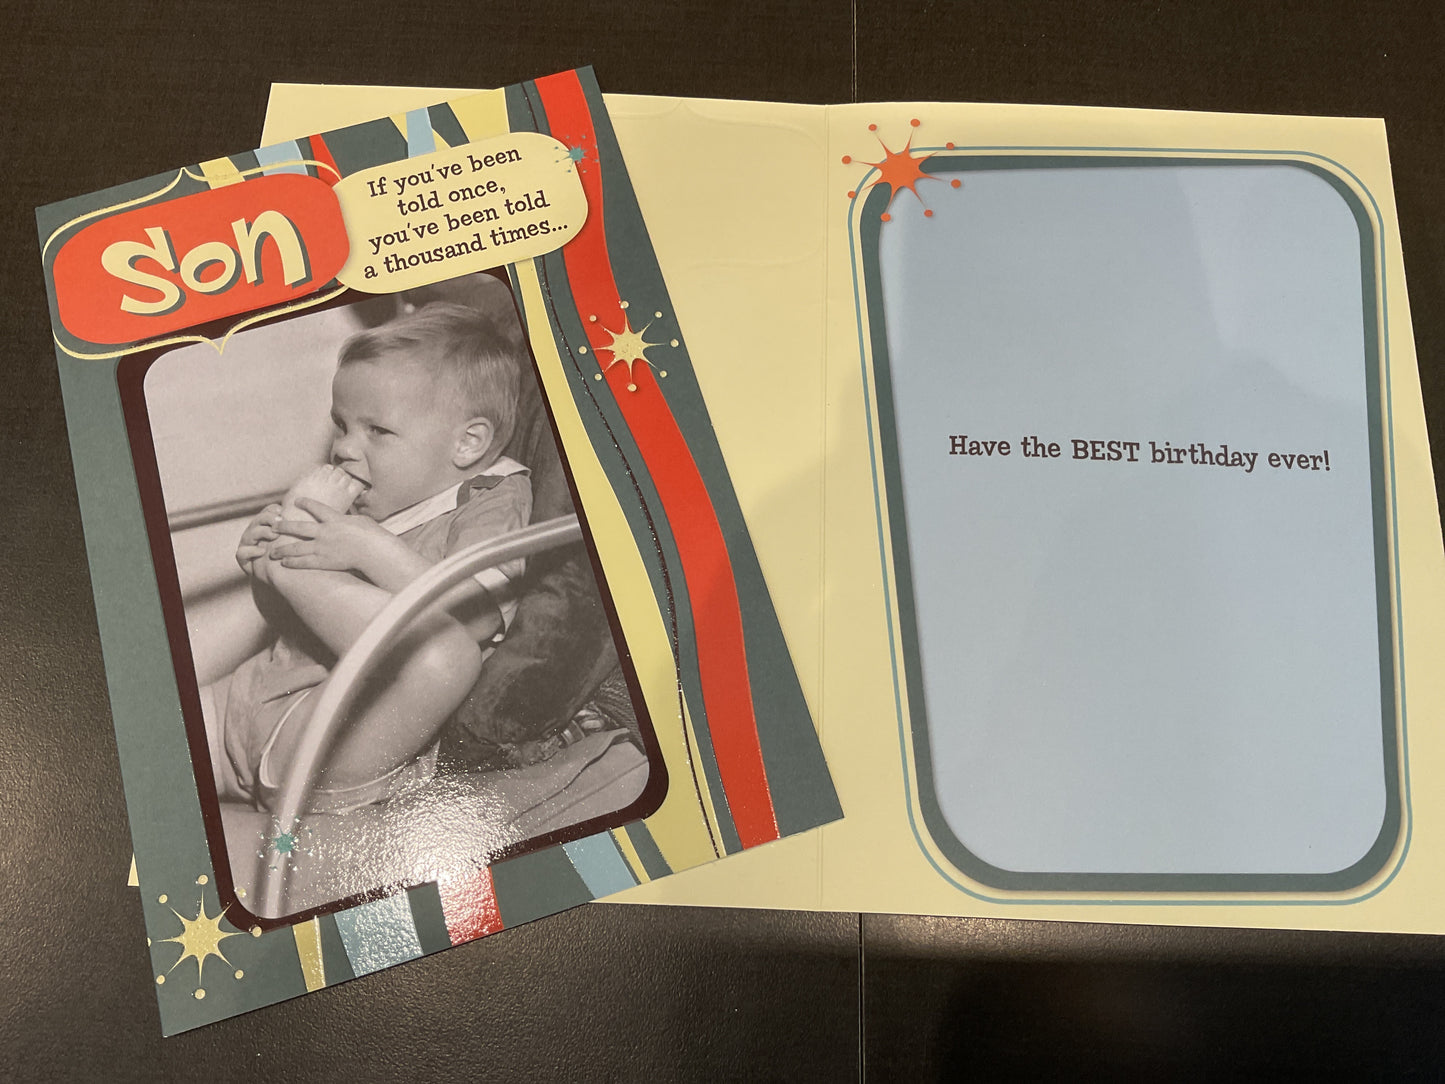 Son
If you've been
told once,
you've been told
a thousand times...
Have the BEST birthday ever!